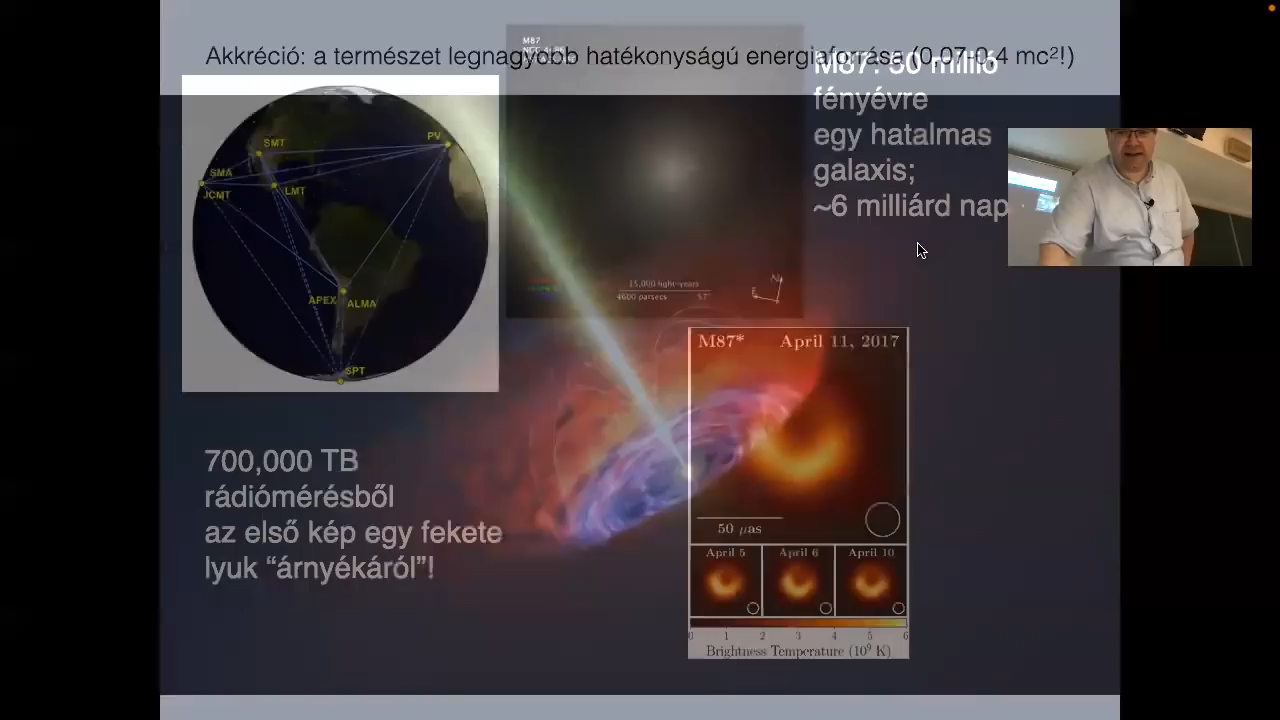 Akkréció: a természet legnagyobb hatékonyságú energiaforrása (0,07-0,4 mc²!)
M87
M87: 50 millió
fényévre
egy hatalmas
galaxis;
~6 milliárd nap
PV
SMT
SMA
JCMT
LMT
APEX
ALMA
SPT
15,000 light-years
4600 parsecs
57"
N
E
M87*
April 11, 2017
50 μas
April 5
April 6
April 10
0 1 2 3 4 5 6
Brightness Temperature (10⁹ K)
700,000 TB
rádiómérésből
az első kép egy fekete
lyuk “árnyékáról”!